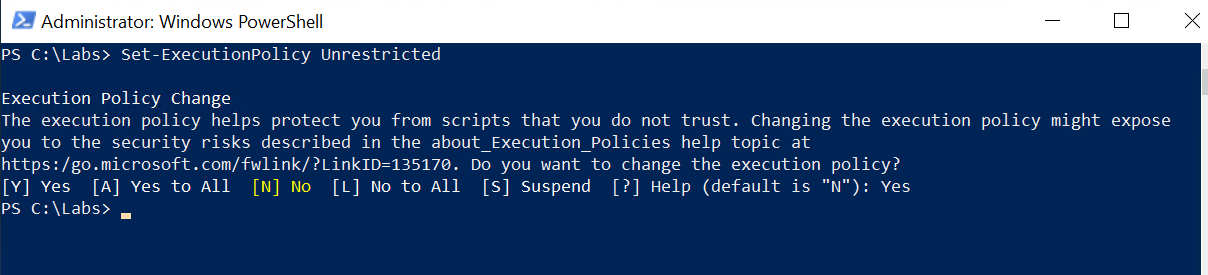 Administrator: Windows PowerShell
PS C:\Labs> Set-ExecutionPolicy Unrestricted
Execution Policy Change
The execution policy helps protect you from scripts that you do not trust. Changing the execution policy might expose
you to the security risks described in the about_Execution_Policies help topic at
https:/go.microsoft.com/fwlink/?LinkID=135170. Do you want to change the execution policy?
[Y] Yes  [A] Yes to All  [N] No  [L] No to All  [S] Suspend  [?] Help (default is "N"): Yes
PS C:\Labs>